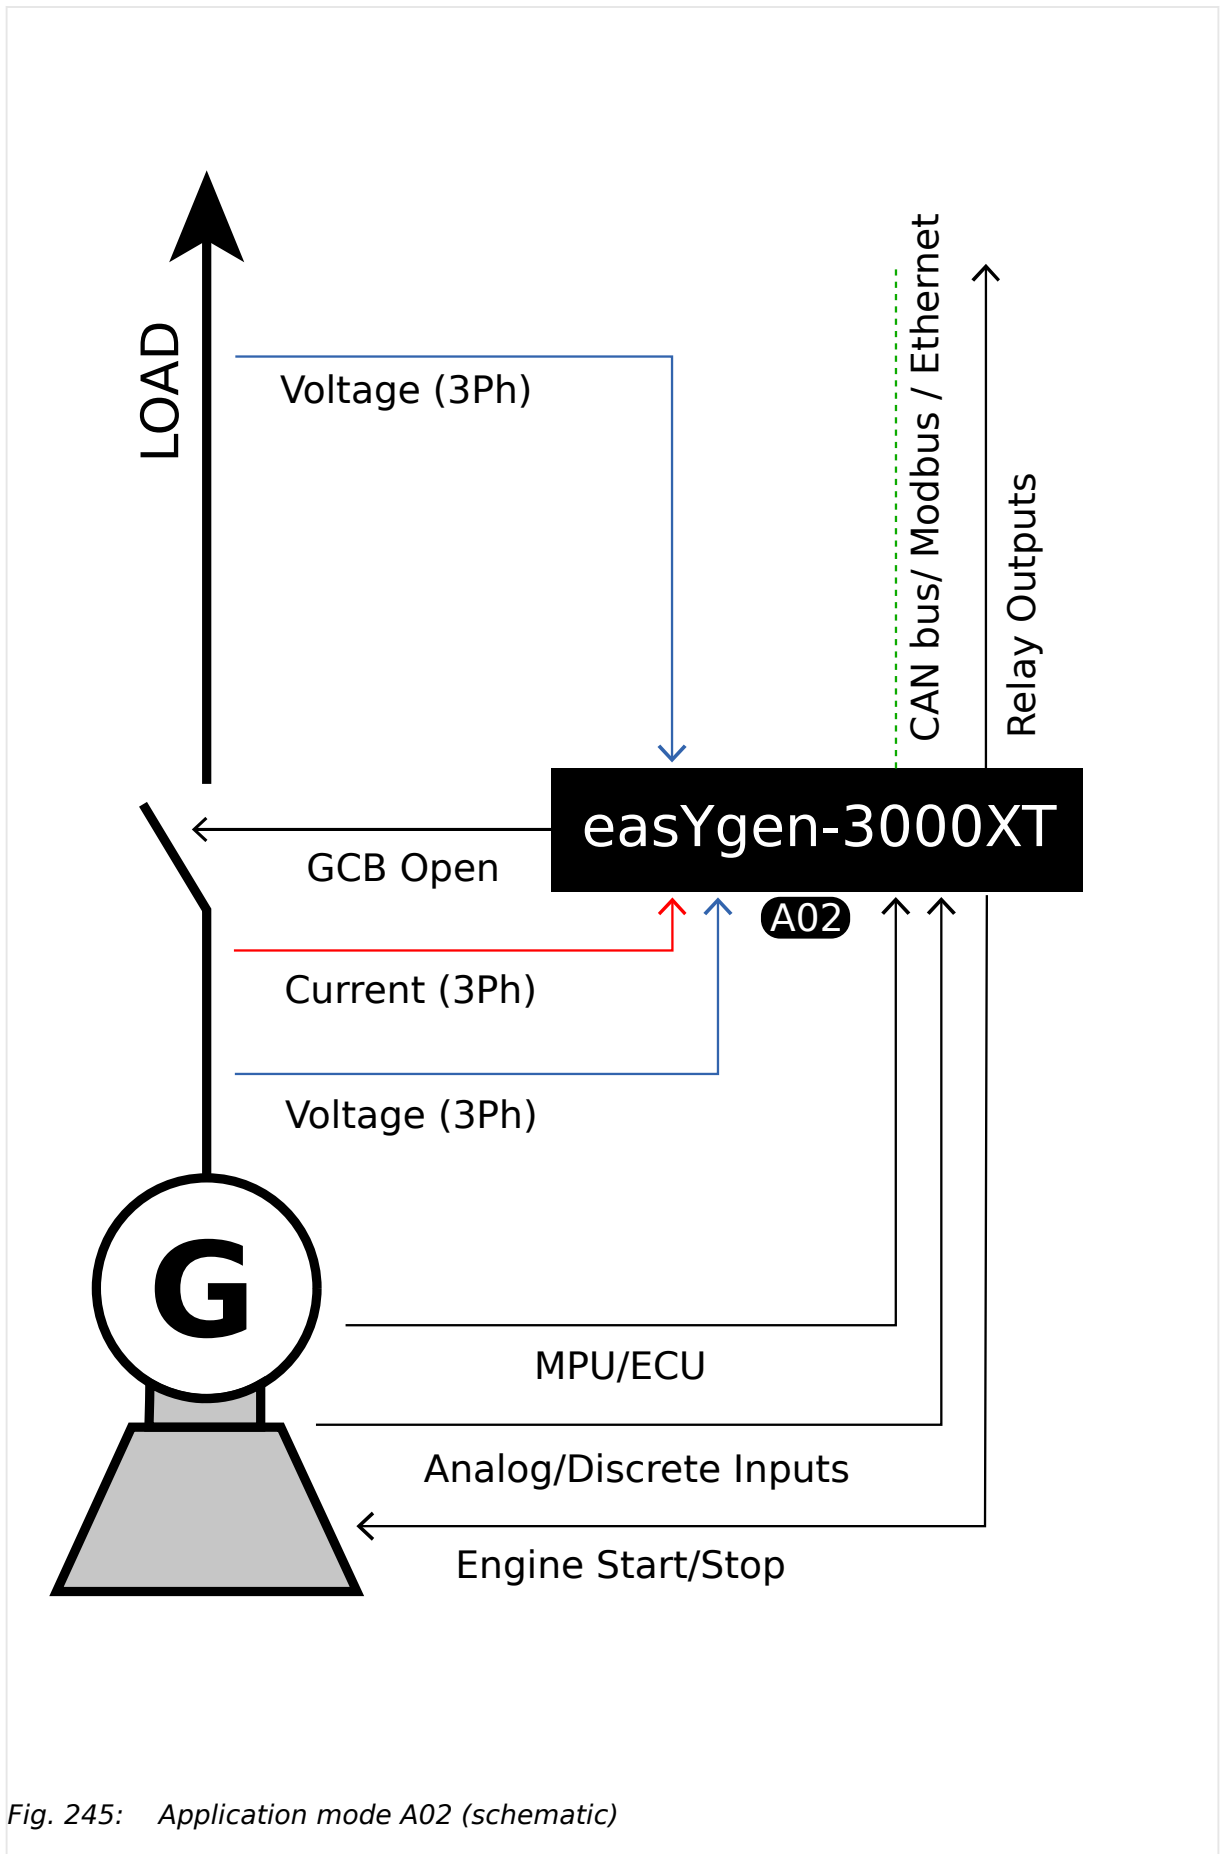 LOAD
Voltage (3Ph)
CAN bus/ Modbus / Ethernet
Relay Outputs
easYgen-3000XT
GCB Open
A02
Current (3Ph)
Voltage (3Ph)
G
MPU/ECU
Analog/Discrete Inputs
Engine Start/Stop
Fig. 245: Application mode A02 (schematic)